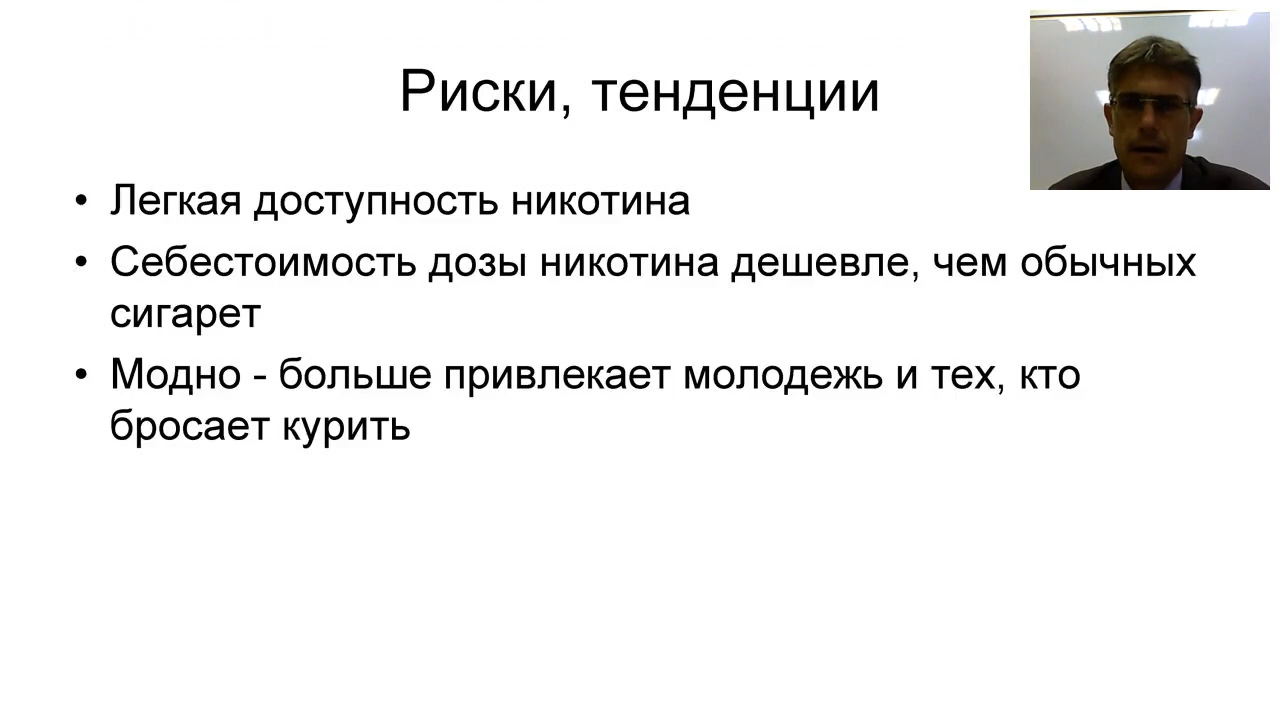 Риски, тенденции
• Легкая доступность никотина
• Себестоимость дозы никотина дешевле, чем обычных
сигарет
• Модно - больше привлекает молодежь и тех, кто
бросает курить